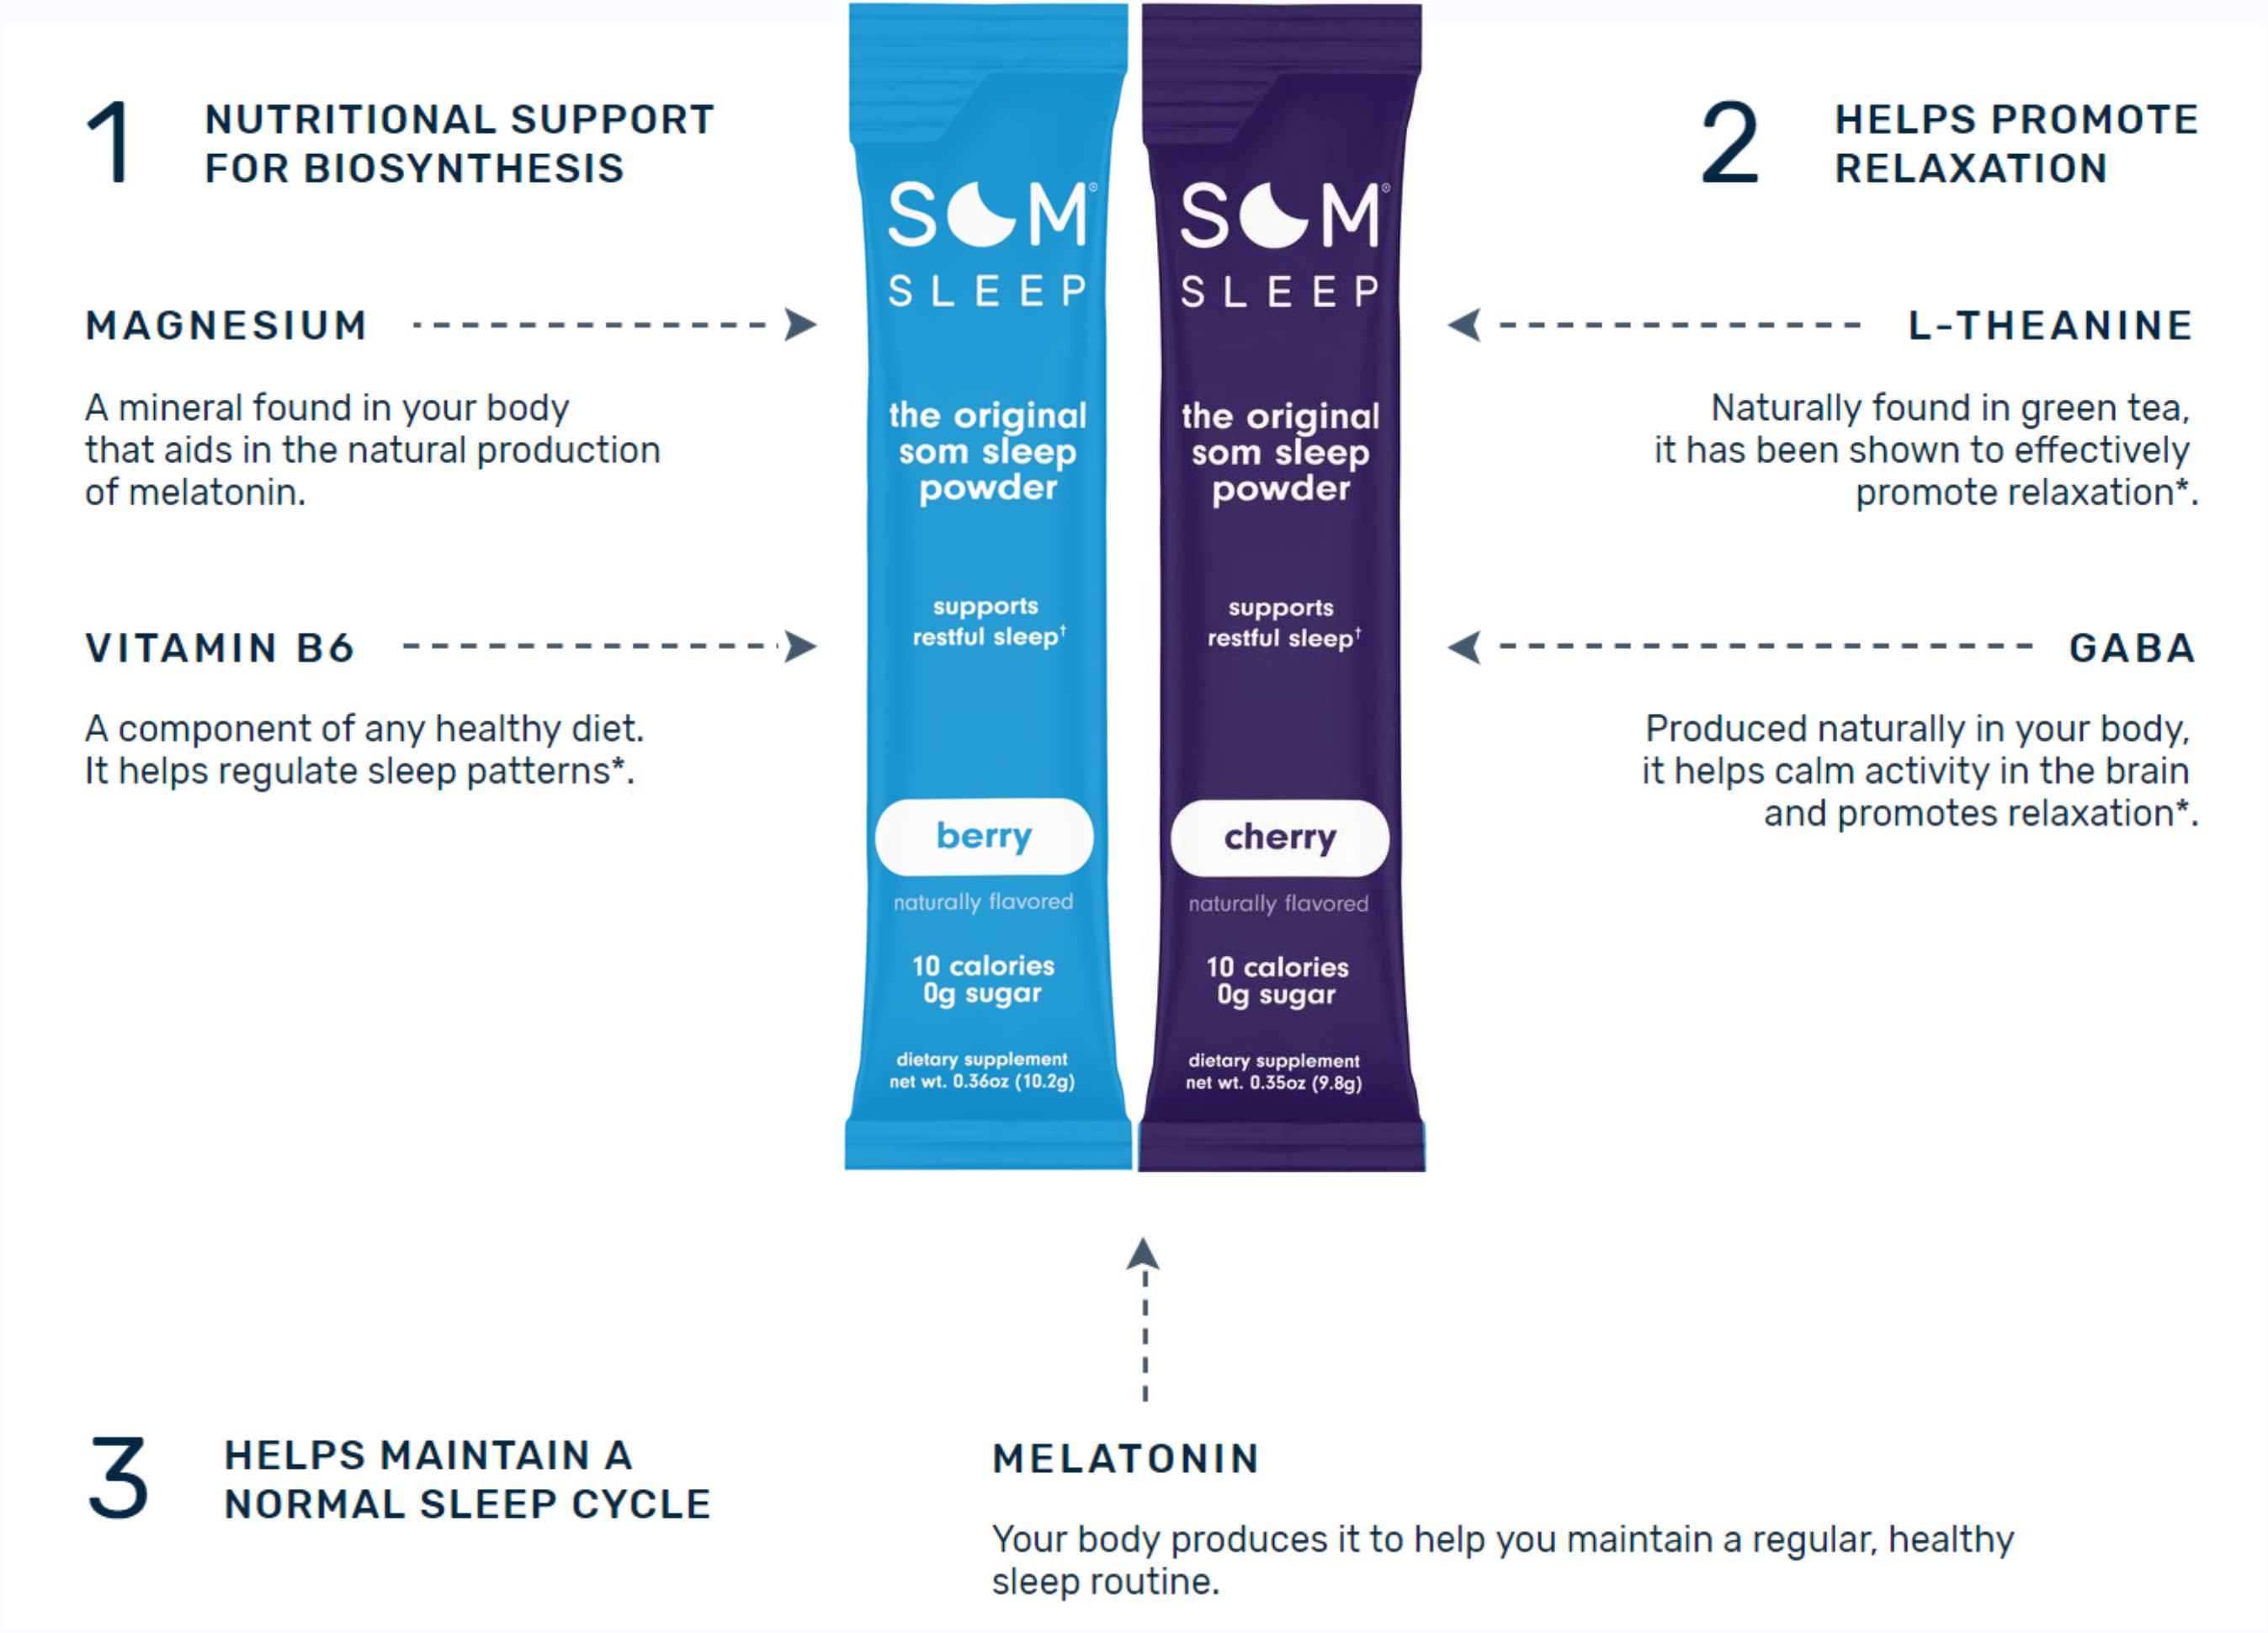 1
NUTRITIONAL SUPPORT
FOR BIOSYNTHESIS
MAGNESIUM
A mineral found in your body
that aids in the natural production
of melatonin.
VITAMIN B6
A component of any healthy diet.
It helps regulate sleep patterns*.
SOM®
SLEEP
the original
som sleep
powder
supports
restful sleep†
berry
naturally flavored
10 calories
0g sugar
dietary supplement
net wt. 0.36oz (10.2g)
SOM®
SLEEP
the original
som sleep
powder
supports
restful sleep†
cherry
naturally flavored
10 calories
0g sugar
dietary supplement
net wt. 0.35oz (9.8g)
2
HELPS PROMOTE
RELAXATION
L-THEANINE
Naturally found in green tea,
it has been shown to effectively
promote relaxation*.
GABA
Produced naturally in your body,
it helps calm activity in the brain
and promotes relaxation*.
3
HELPS MAINTAIN A
NORMAL SLEEP CYCLE
MELATONIN
Your body produces it to help you maintain a regular, healthy
sleep routine.